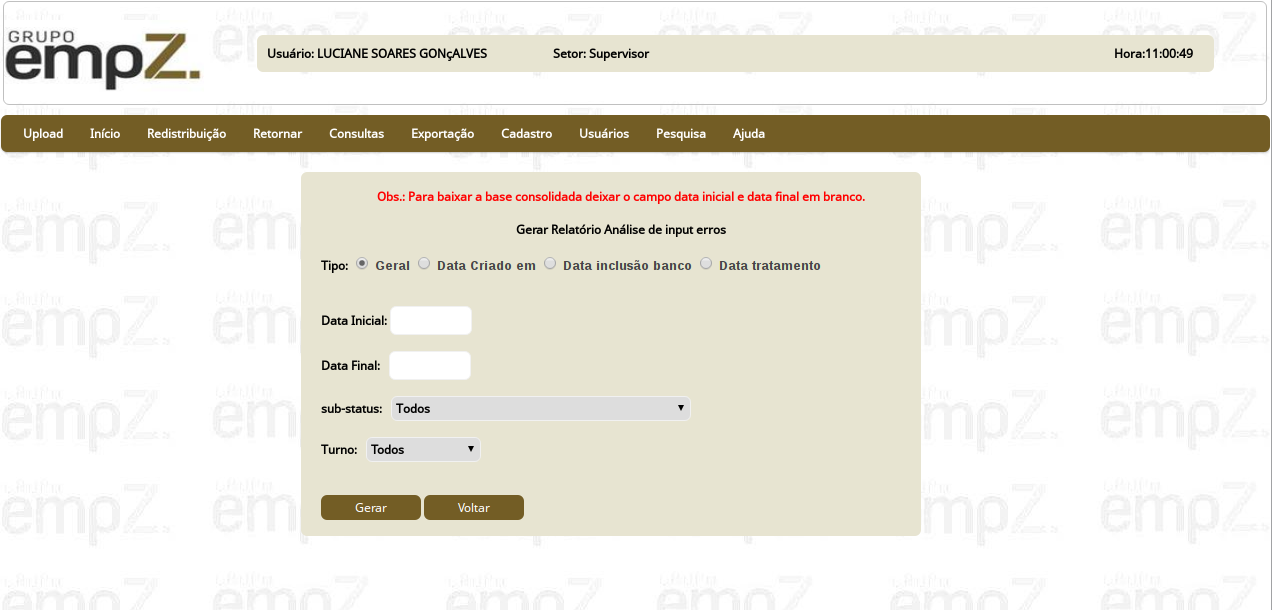 GRUPO
empZ.
Usuário: LUCIANE SOARES GONçALVES Setor: Supervisor Hora:11:00:49
Upload Início Redistribuição Retornar Consultas Exportação Cadastro Usuários Pesquisa Ajuda
Obs.: Para baixar a base consolidada deixar o campo data inicial e data final em branco.
Gerar Relatório Análise de input erros
Tipo: Geral Data Criado em Data inclusão banco Data tratamento
Data Inicial:
Data Final:
sub-status: Todos
Turno: Todos
Gerar Voltar